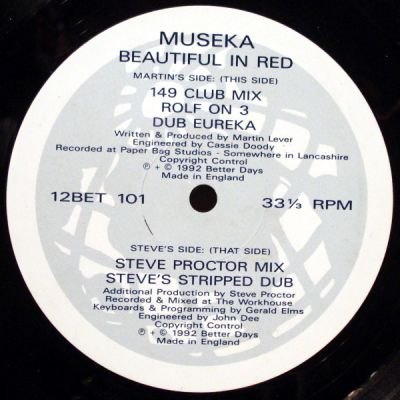 MUSEKA
BEAUTIFUL IN RED
MARTIN'S SIDE: (THIS SIDE)
149 CLUB MIX
ROLF ON 3
DUB EUREKA
Written & Produced by Martin Lever
Engineered by Cassie Doody
Recorded at Paper Bag Studios - Somewhere in Lancashire
Copyright Control
℗ + © 1992 Better Days
Made in England
12BET 101 33⅓ RPM
STEVE'S SIDE: (THAT SIDE)
STEVE PROCTOR MIX
STEVE'S STRIPPED DUB
Additional Production by Steve Proctor
Recorded & Mixed at The Workhouse
Keyboards & Programming by Gerald Elms
Engineered by John Dee
Copyright Control
℗ + © 1992 Better Days
Made in England